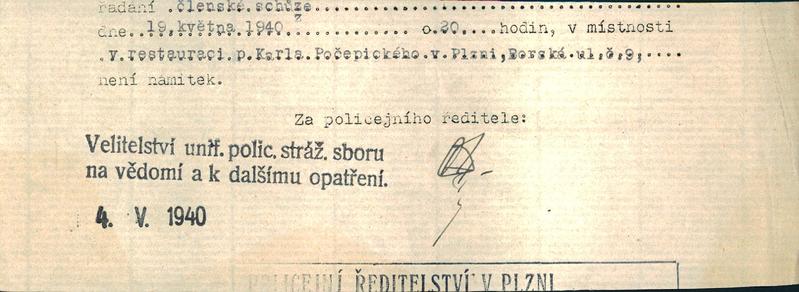 řadání .členské.schůze.......................
dne..19.května.1940.................o.20...hodin, v místnosti
.v.restauraci.p.Karla.Počepického.v.Plzni,Borská.ul.č.9,....
není námitek.
Za policejního ředitele:
Velitelství unif. polic. stráž. sboru
na vědomí a k dalšímu opatření.
4. V. 1940
POLICEJNÍ ŘEDITELSTVÍ V PLZNI